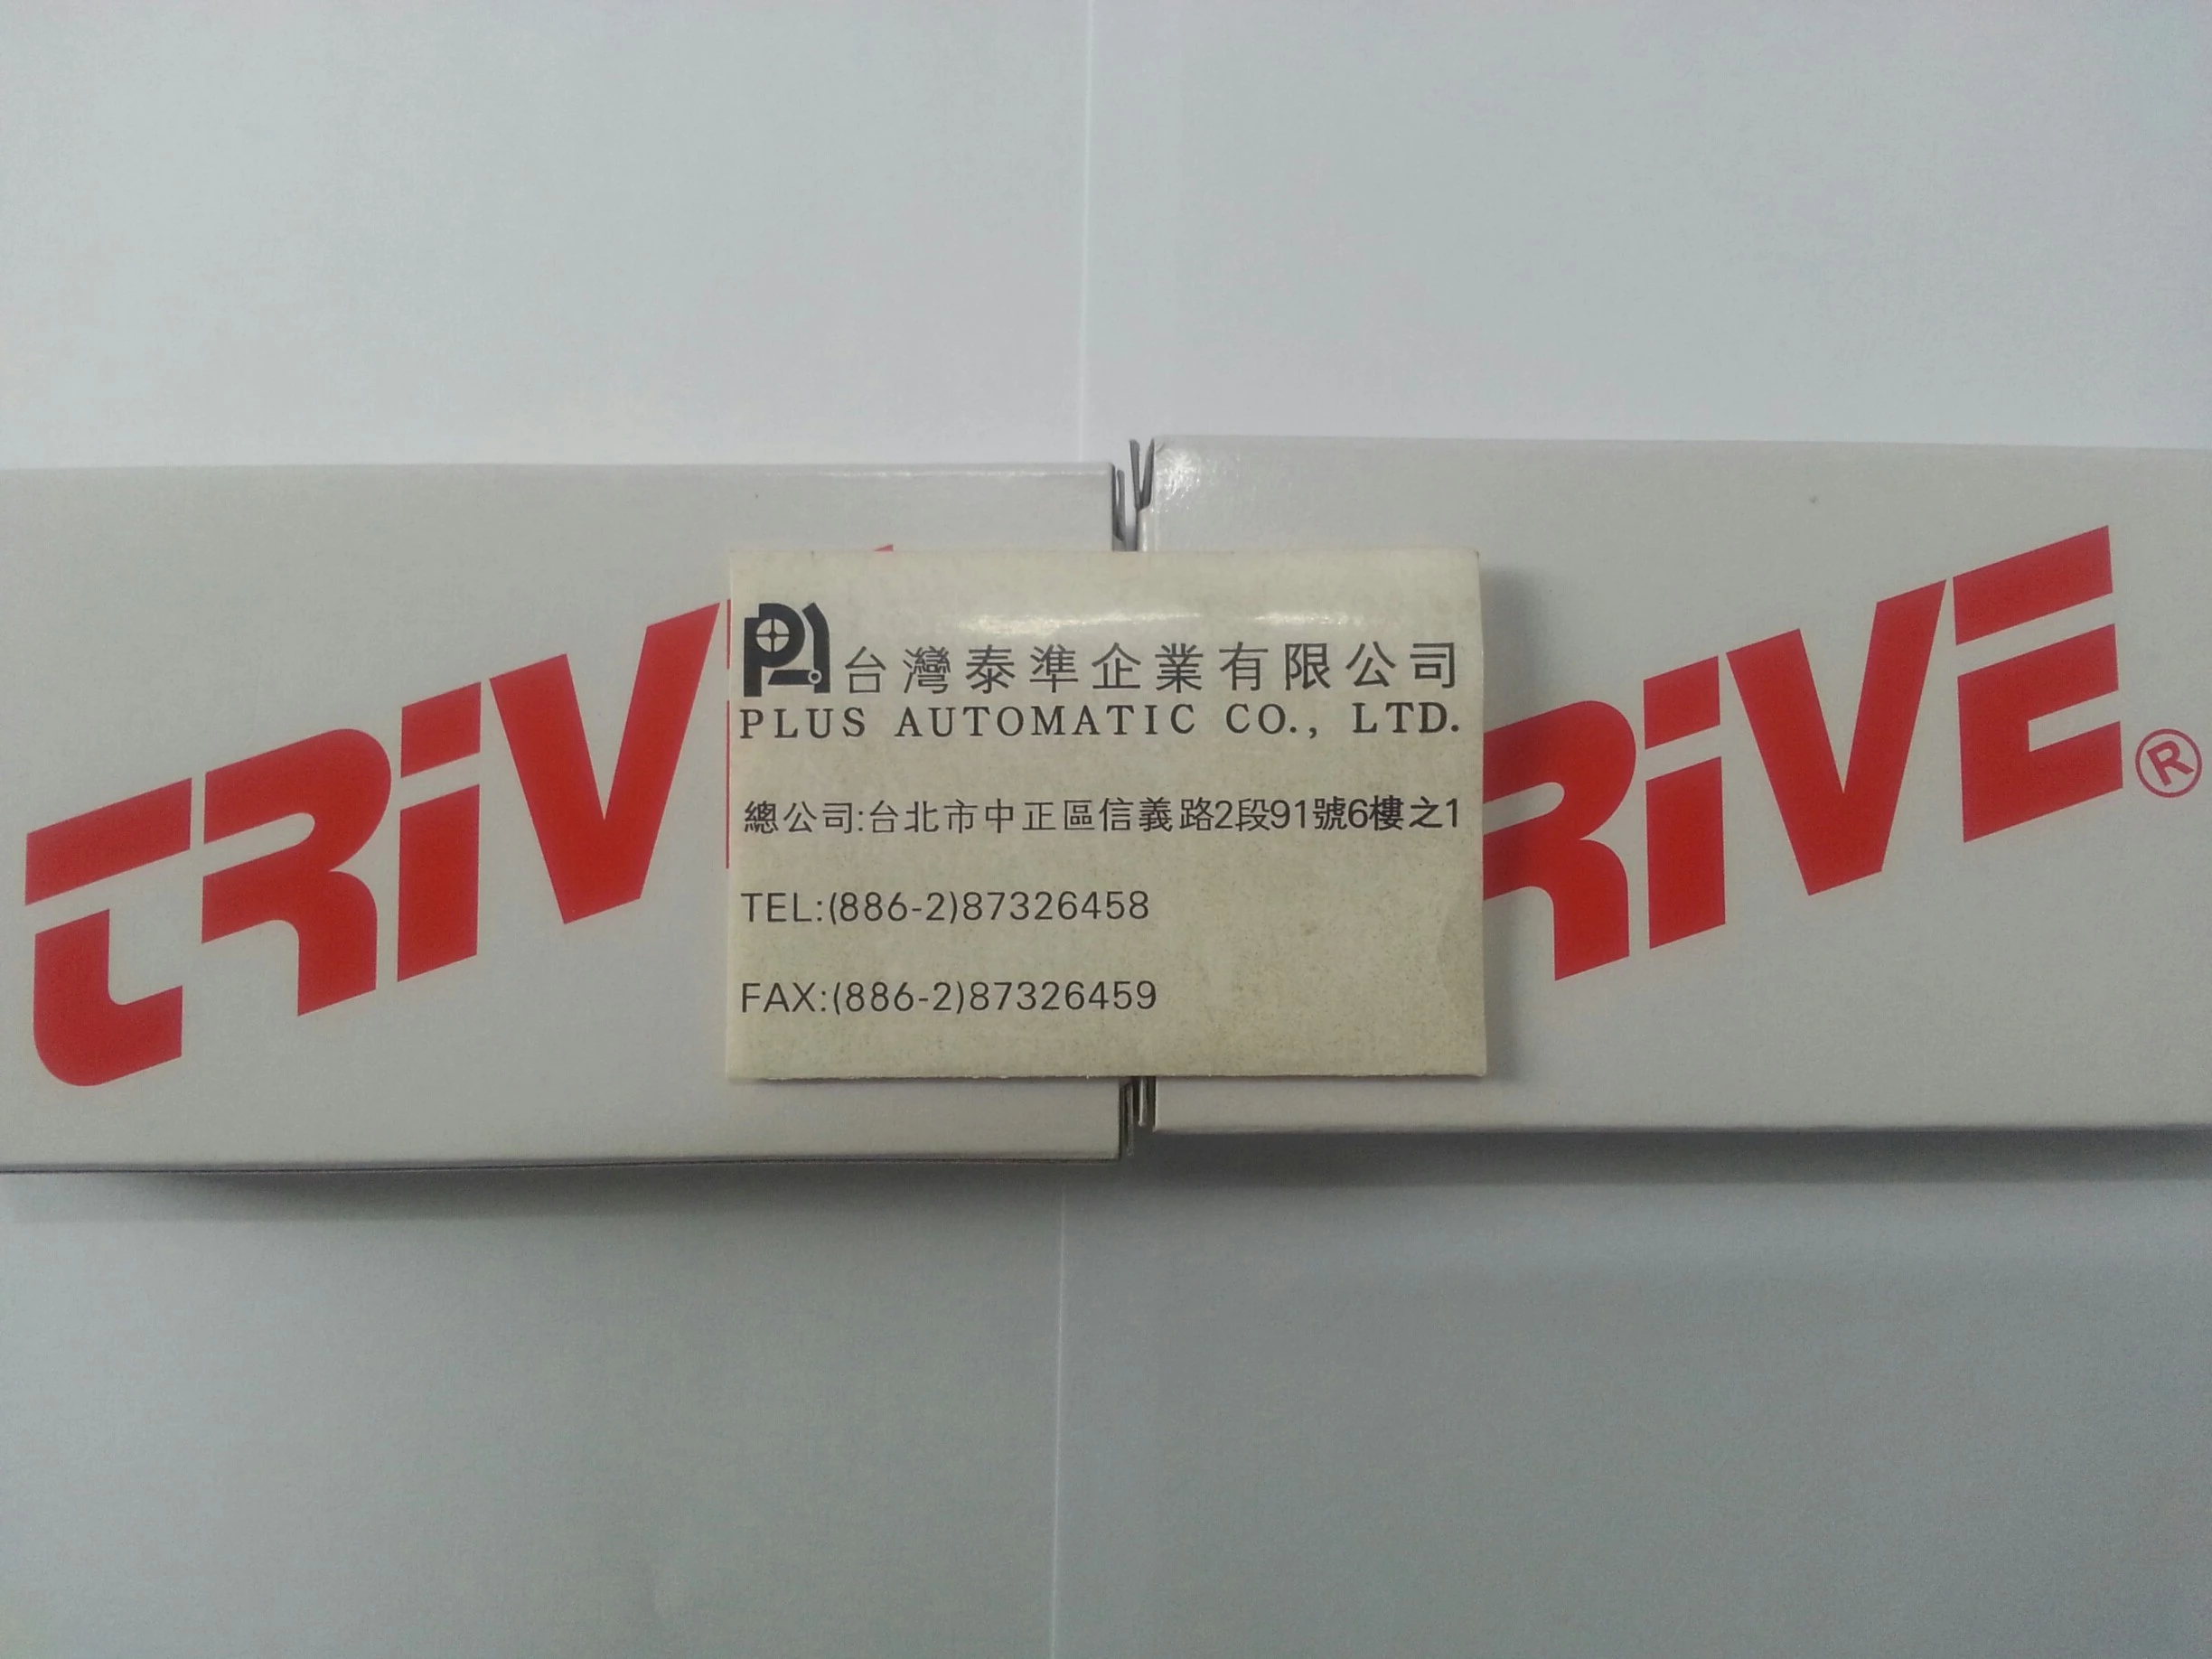 TRIVE
台灣泰準企業有限公司
PLUS AUTOMATIC CO., LTD.
總公司:台北市中正區信義路2段91號6樓之1
TEL:(886-2)87326458
FAX:(886-2)87326459
RIVE®